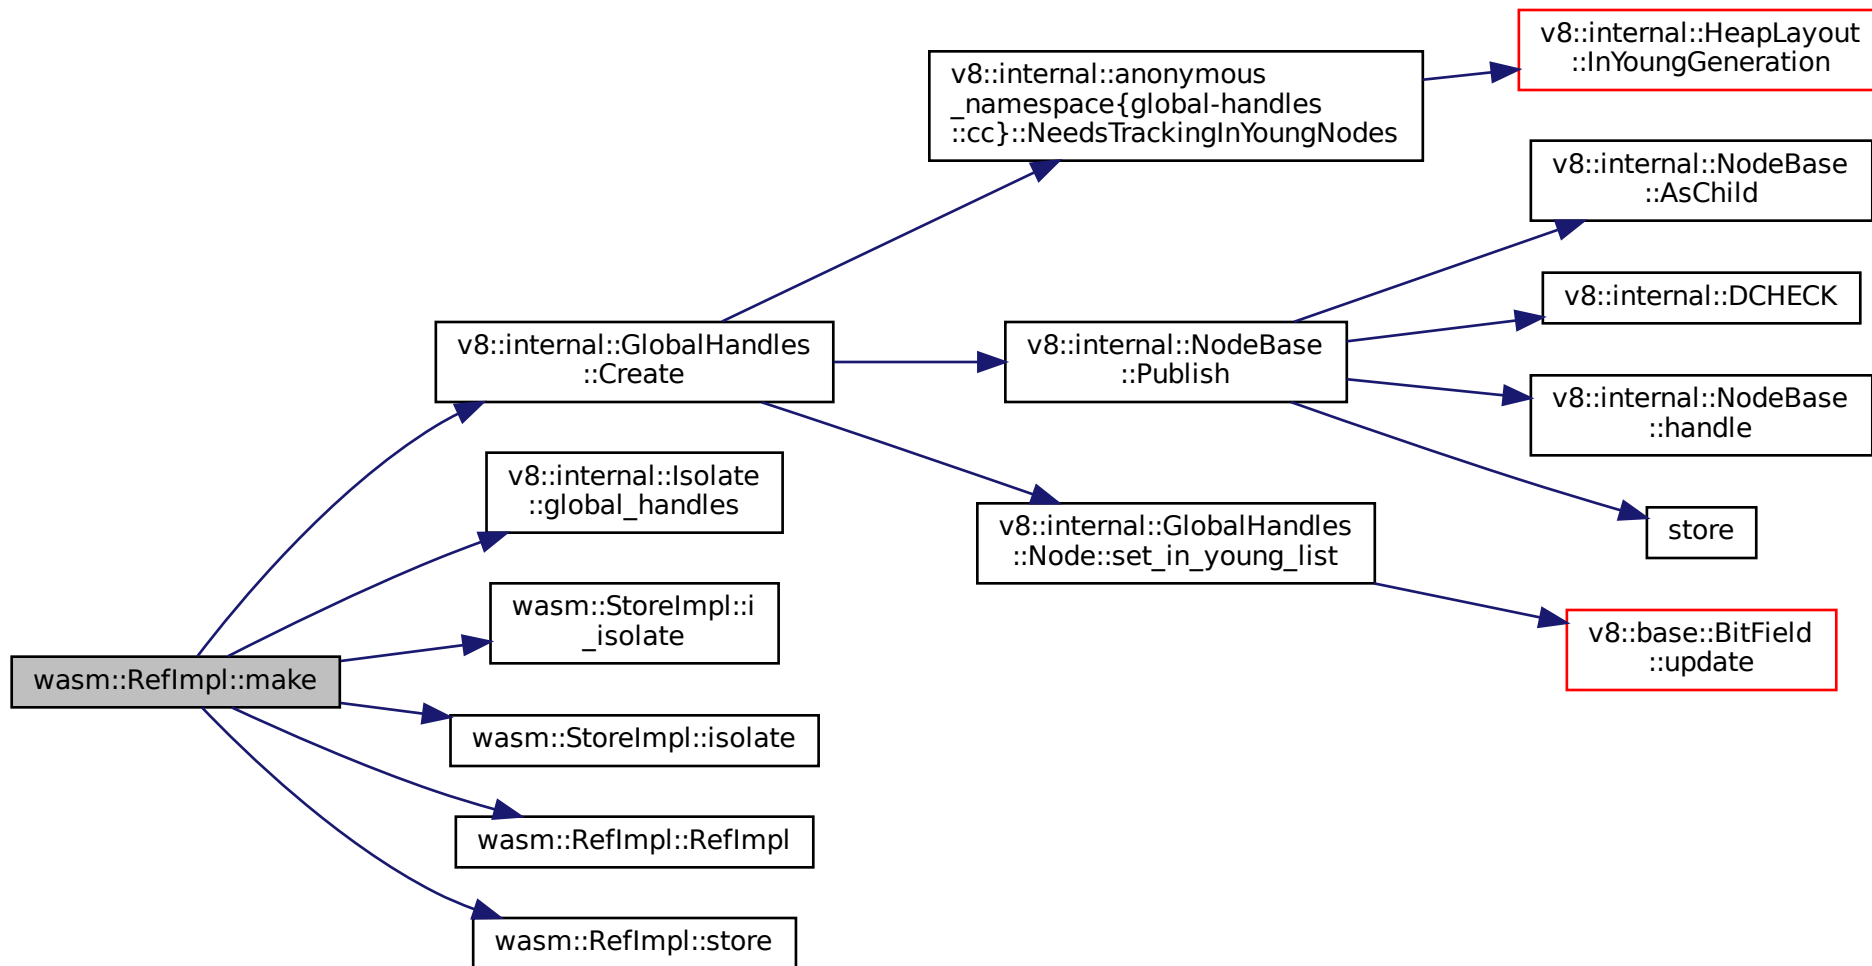 wasm::RefImpl::make
v8::internal::GlobalHandles
::Create
v8::internal::anonymous
_namespace{global-handles
::cc}::NeedsTrackingInYoungNodes
v8::internal::HeapLayout
::InYoungGeneration
v8::internal::NodeBase
::Publish
v8::internal::NodeBase
::AsChild
v8::internal::DCHECK
v8::internal::NodeBase
::handle
store
v8::internal::GlobalHandles
::Node::set_in_young_list
v8::base::BitField
::update
v8::internal::Isolate
::global_handles
wasm::StoreImpl::i
_isolate
wasm::StoreImpl::isolate
wasm::RefImpl::RefImpl
wasm::RefImpl::store